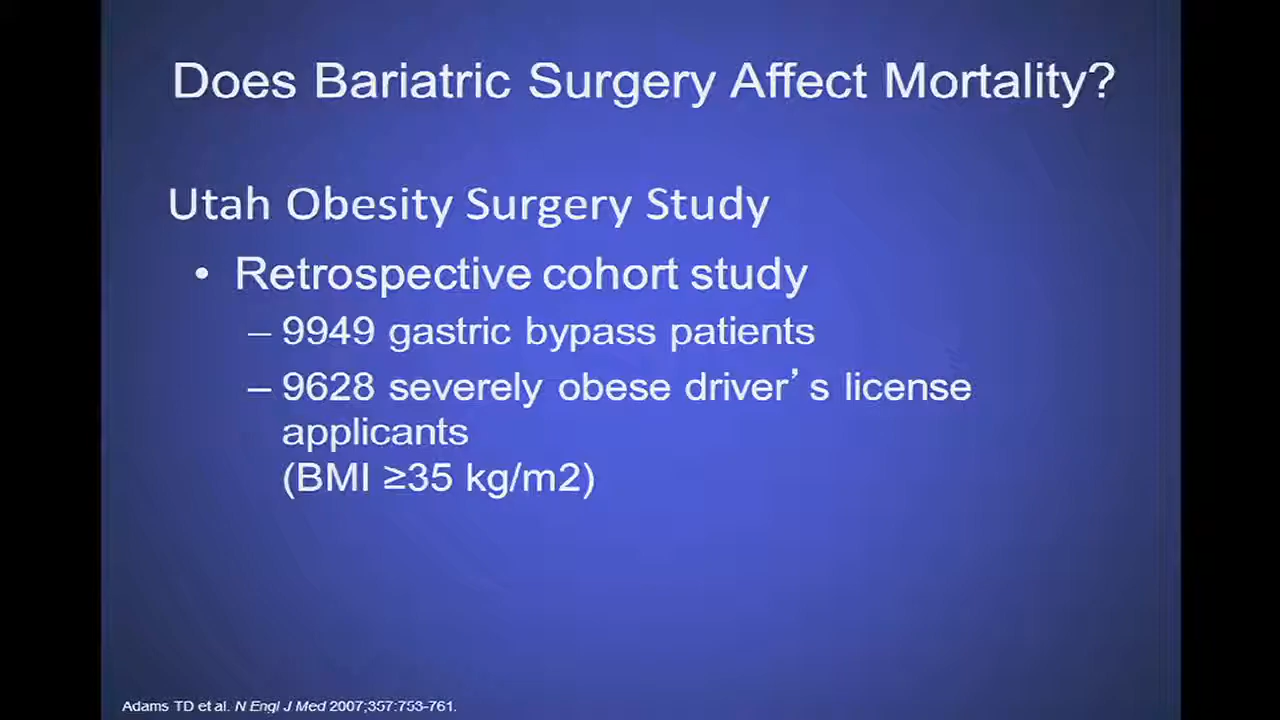 Does Bariatric Surgery Affect Mortality?
Utah Obesity Surgery Study
• Retrospective cohort study
– 9949 gastric bypass patients
– 9628 severely obese driver’s license
applicants
(BMI ≥35 kg/m2)
Adams TD et al. N Engl J Med 2007;357:753-761.